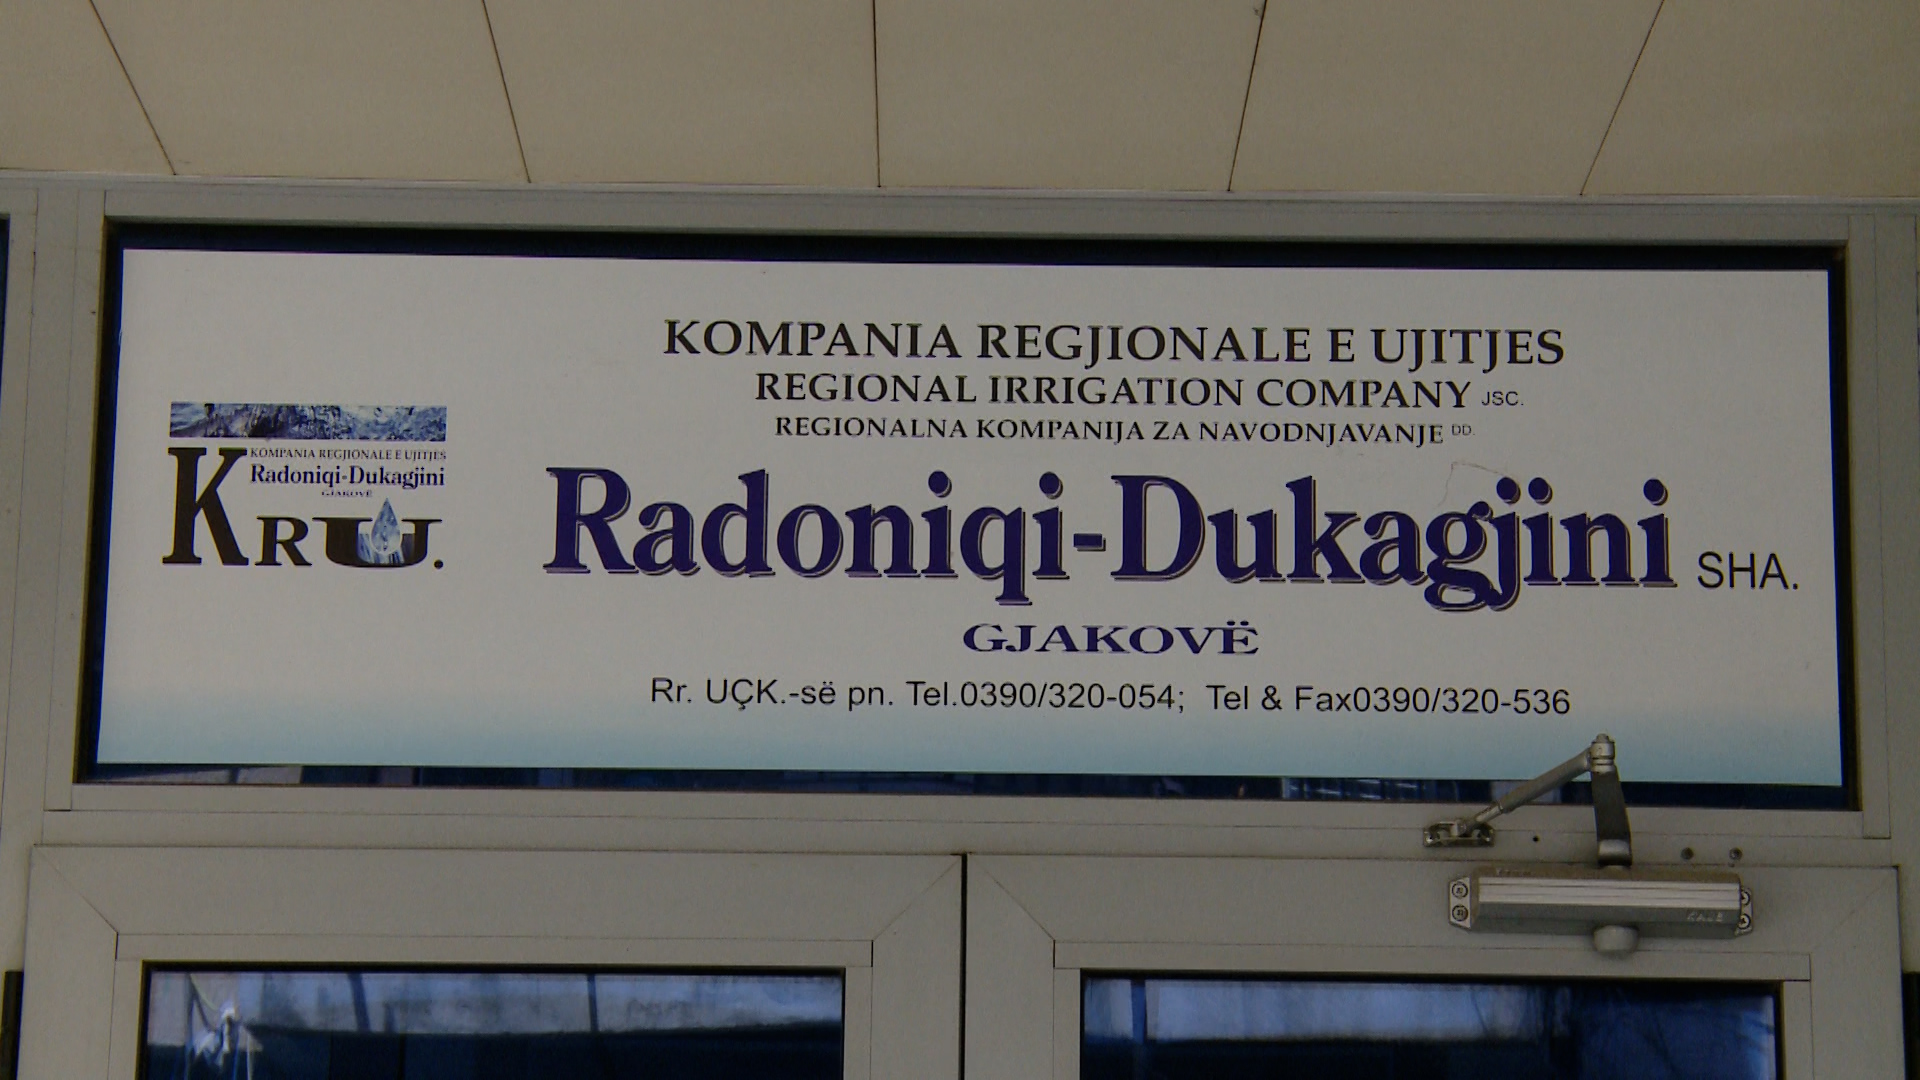 KOMPANIA REGJIONALE E UJITJES
REGIONAL IRRIGATION COMPANY JSC.
REGIONALNA KOMPANIJA ZA NAVODNJAVANJE DD.
Radoniqi-Dukagjini SHA.
GJAKOVË
Rr. UÇK.-së pn. Tel.0390/320-054; Tel & Fax0390/320-536
KOMPANIA REGJIONALE E UJITJES
Radoniqi-Dukagjini
GJAKOVË
KRU.